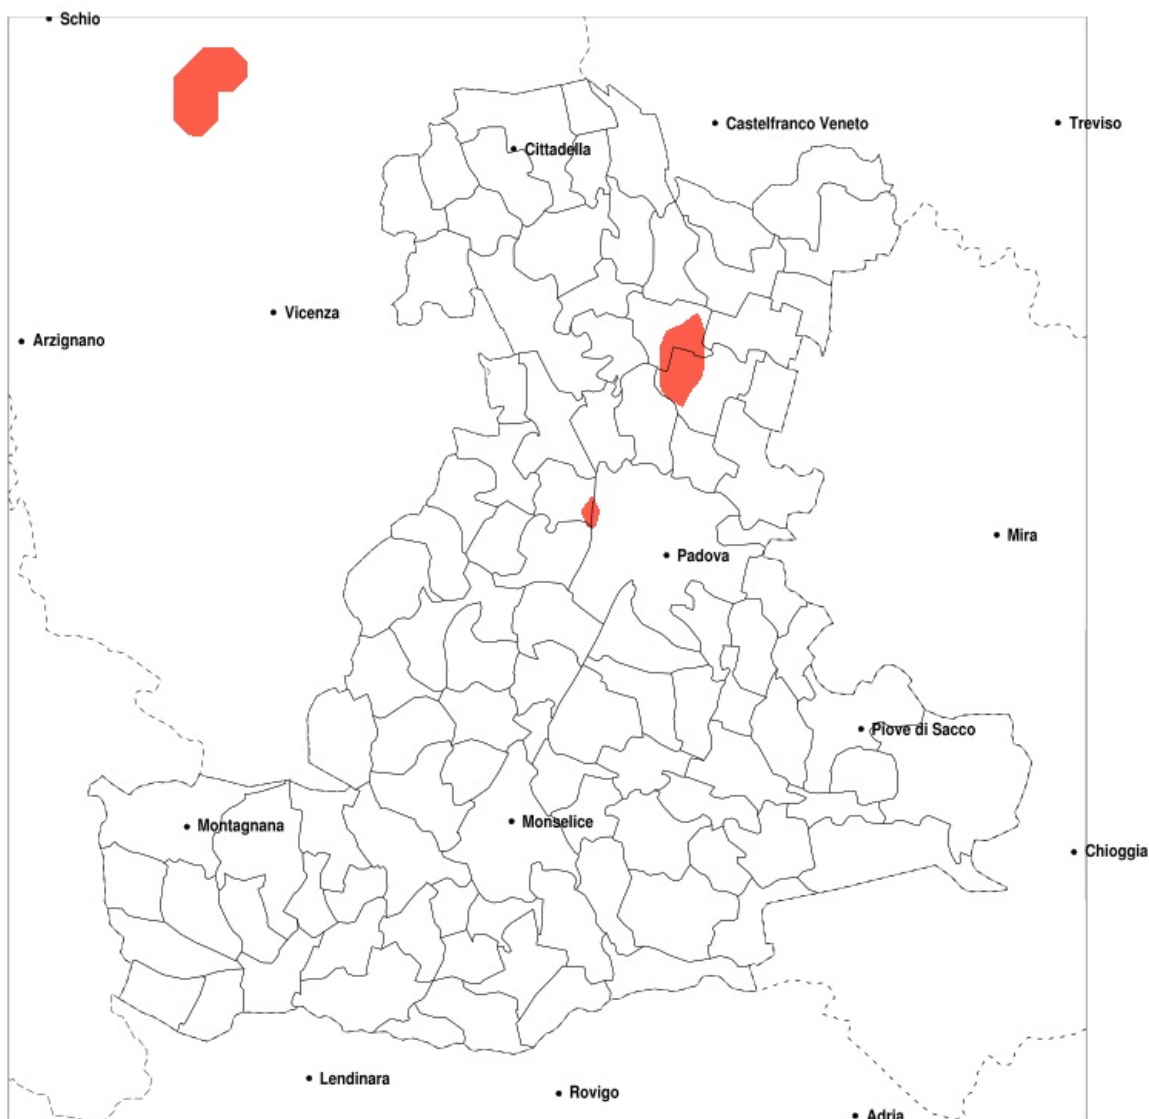 Schio
Castelfranco Veneto
Treviso
Cittadella
Vicenza
Arzignano
Mira
Padova
Piove di Sacco
Montagnana
Monselice
Chioggia
Lendinara
Rovigo
Adria